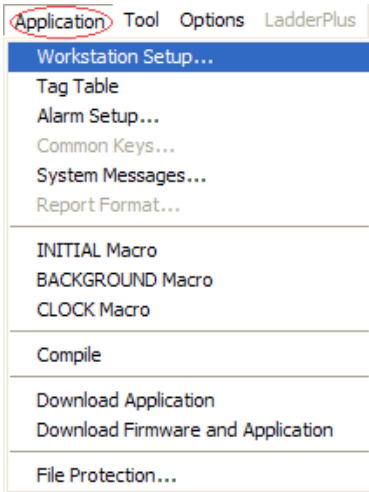 Application Tool Options LadderPlus
Workstation Setup...
Tag Table
Alarm Setup...
Common Keys...
System Messages...
Report Format...
INITIAL Macro
BACKGROUND Macro
CLOCK Macro
Compile
Download Application
Download Firmware and Application
File Protection...